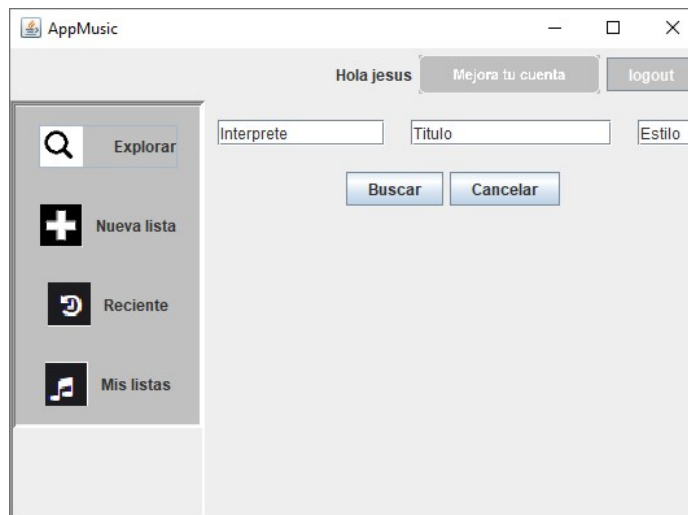 AppMusic
Hola jesus Mejora tu cuenta logout
Explorar
Interprete Titulo Estilo
Buscar Cancelar
Nueva lista
Reciente
Mis listas